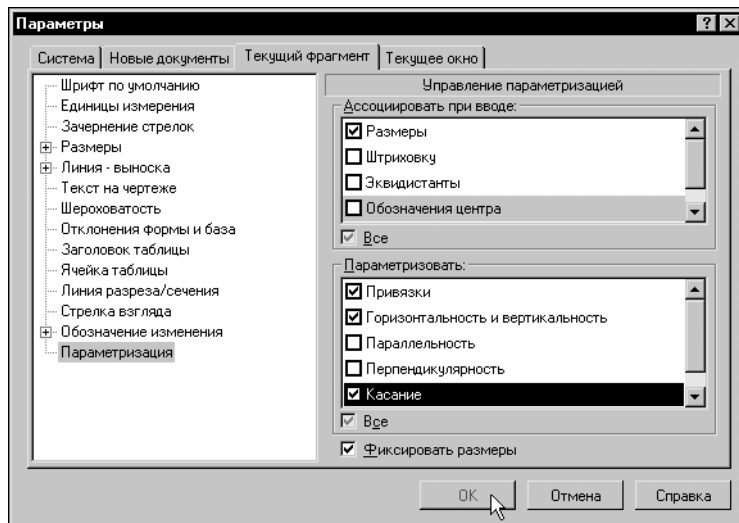 Параметры
Система
Новые документы
Текущий фрагмент
Текущее окно
Шрифт по умолчанию
Единицы измерения
Зачернение стрелок
Размеры
Линия - выноска
Текст на чертеже
Шероховатость
Отклонения формы и база
Заголовок таблицы
Ячейка таблицы
Линия разреза/сечения
Стрелка взгляда
Обозначение изменения
Параметризация
Управление параметризацией
Ассоциировать при вводе:
Размеры
Штриховку
Эквидистанты
Обозначения центра
Все
Параметризовать:
Привязки
Горизонтальность и вертикальность
Параллельность
Перпендикулярность
Касание
Все
Фиксировать размеры
OK
Отмена
Справка